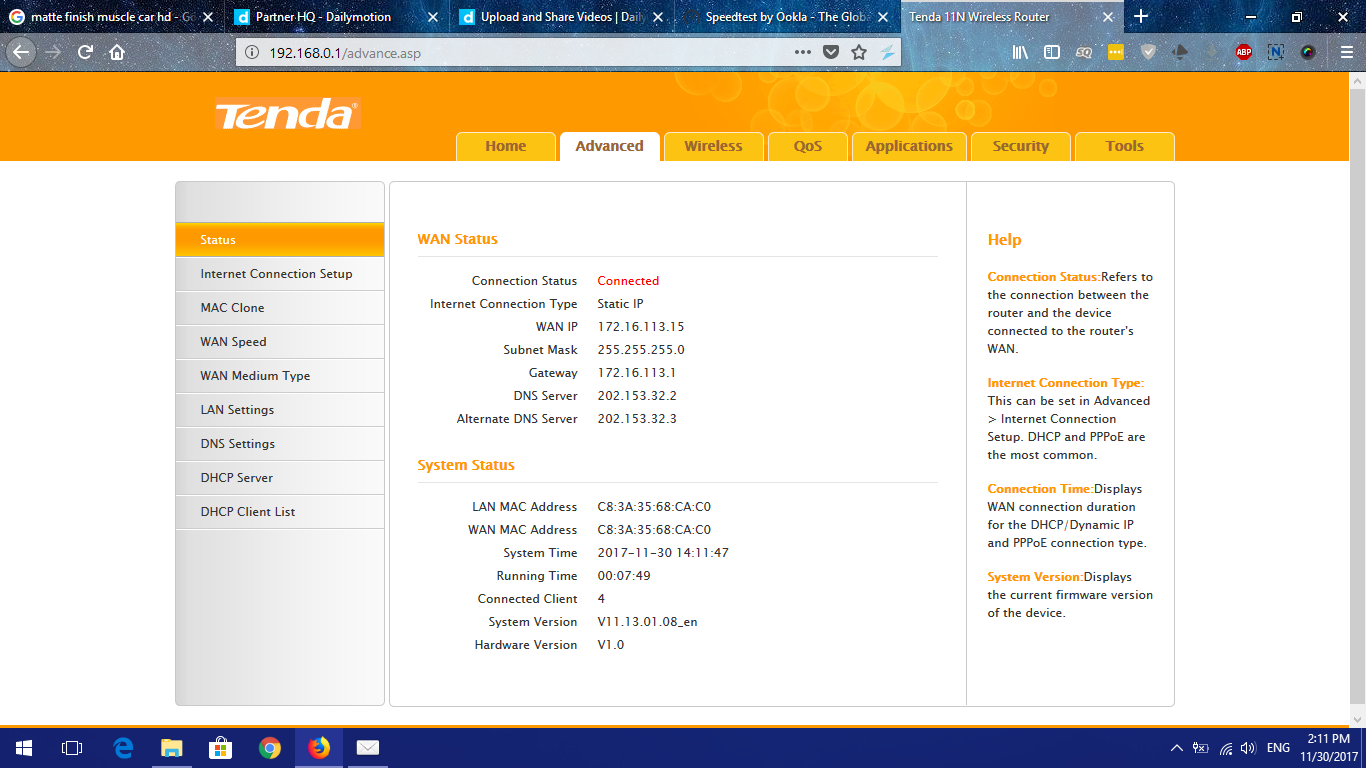 matte finish muscle car hd - Go
Partner HQ - Dailymotion
Upload and Share Videos | Daily
Speedtest by Ookla - The Globa
Tenda 11N Wireless Router
192.168.0.1/advance.asp
SQ
ABP
N
Tenda®
Home
Advanced
Wireless
QoS
Applications
Security
Tools
Status
Internet Connection Setup
MAC Clone
WAN Speed
WAN Medium Type
LAN Settings
DNS Settings
DHCP Server
DHCP Client List
WAN Status
Connection Status Connected
Internet Connection Type Static IP
WAN IP 172.16.113.15
Subnet Mask 255.255.255.0
Gateway 172.16.113.1
DNS Server 202.153.32.2
Alternate DNS Server 202.153.32.3
System Status
LAN MAC Address C8:3A:35:68:CA:C0
WAN MAC Address C8:3A:35:68:CA:C0
System Time 2017-11-30 14:11:47
Running Time 00:07:49
Connected Client 4
System Version V11.13.01.08_en
Hardware Version V1.0
Help
Connection Status:Refers to
the connection between the
router and the device
connected to the router's
WAN.
Internet Connection Type:
This can be set in Advanced
> Internet Connection
Setup. DHCP and PPPoE are
the most common.
Connection Time:Displays
WAN connection duration
for the DHCP/Dynamic IP
and PPPoE connection type.
System Version:Displays
the current firmware version
of the device.
ENG
2:11 PM
11/30/2017